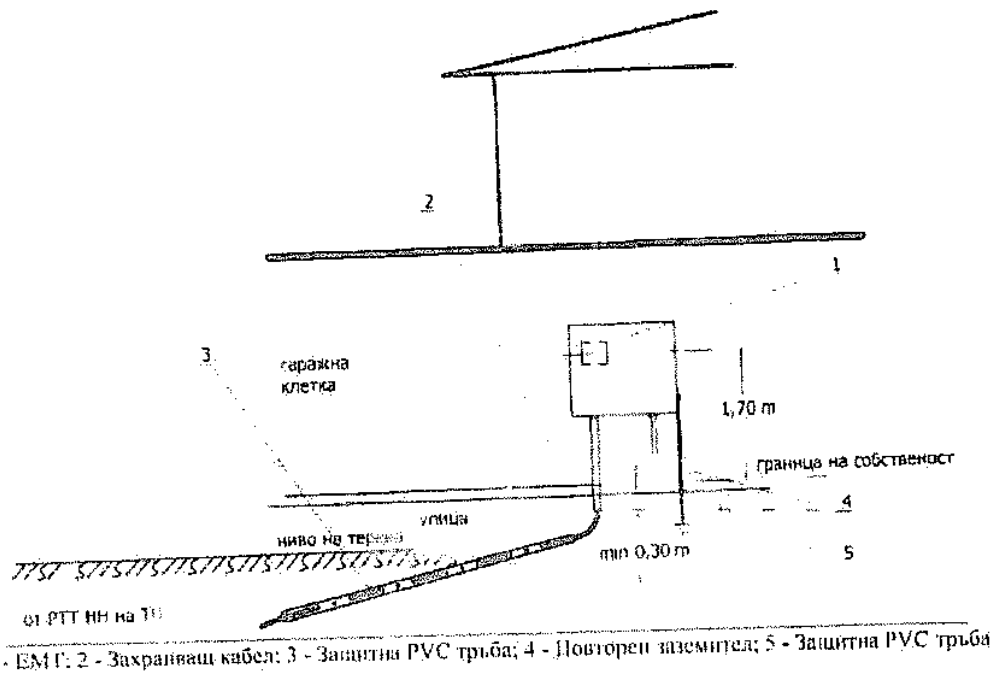 2
1
3
гаражна
клетка
1,70 m
граница на собственост
улица
4
ниво на терена
min 0,30 m
5
от РТТ НН на ТП
- ЕМТ; 2 - Захранващ кабел; 3 - Защитна PVC тръба; 4 - Повторен заземител; 5 - Защитна PVC тръба